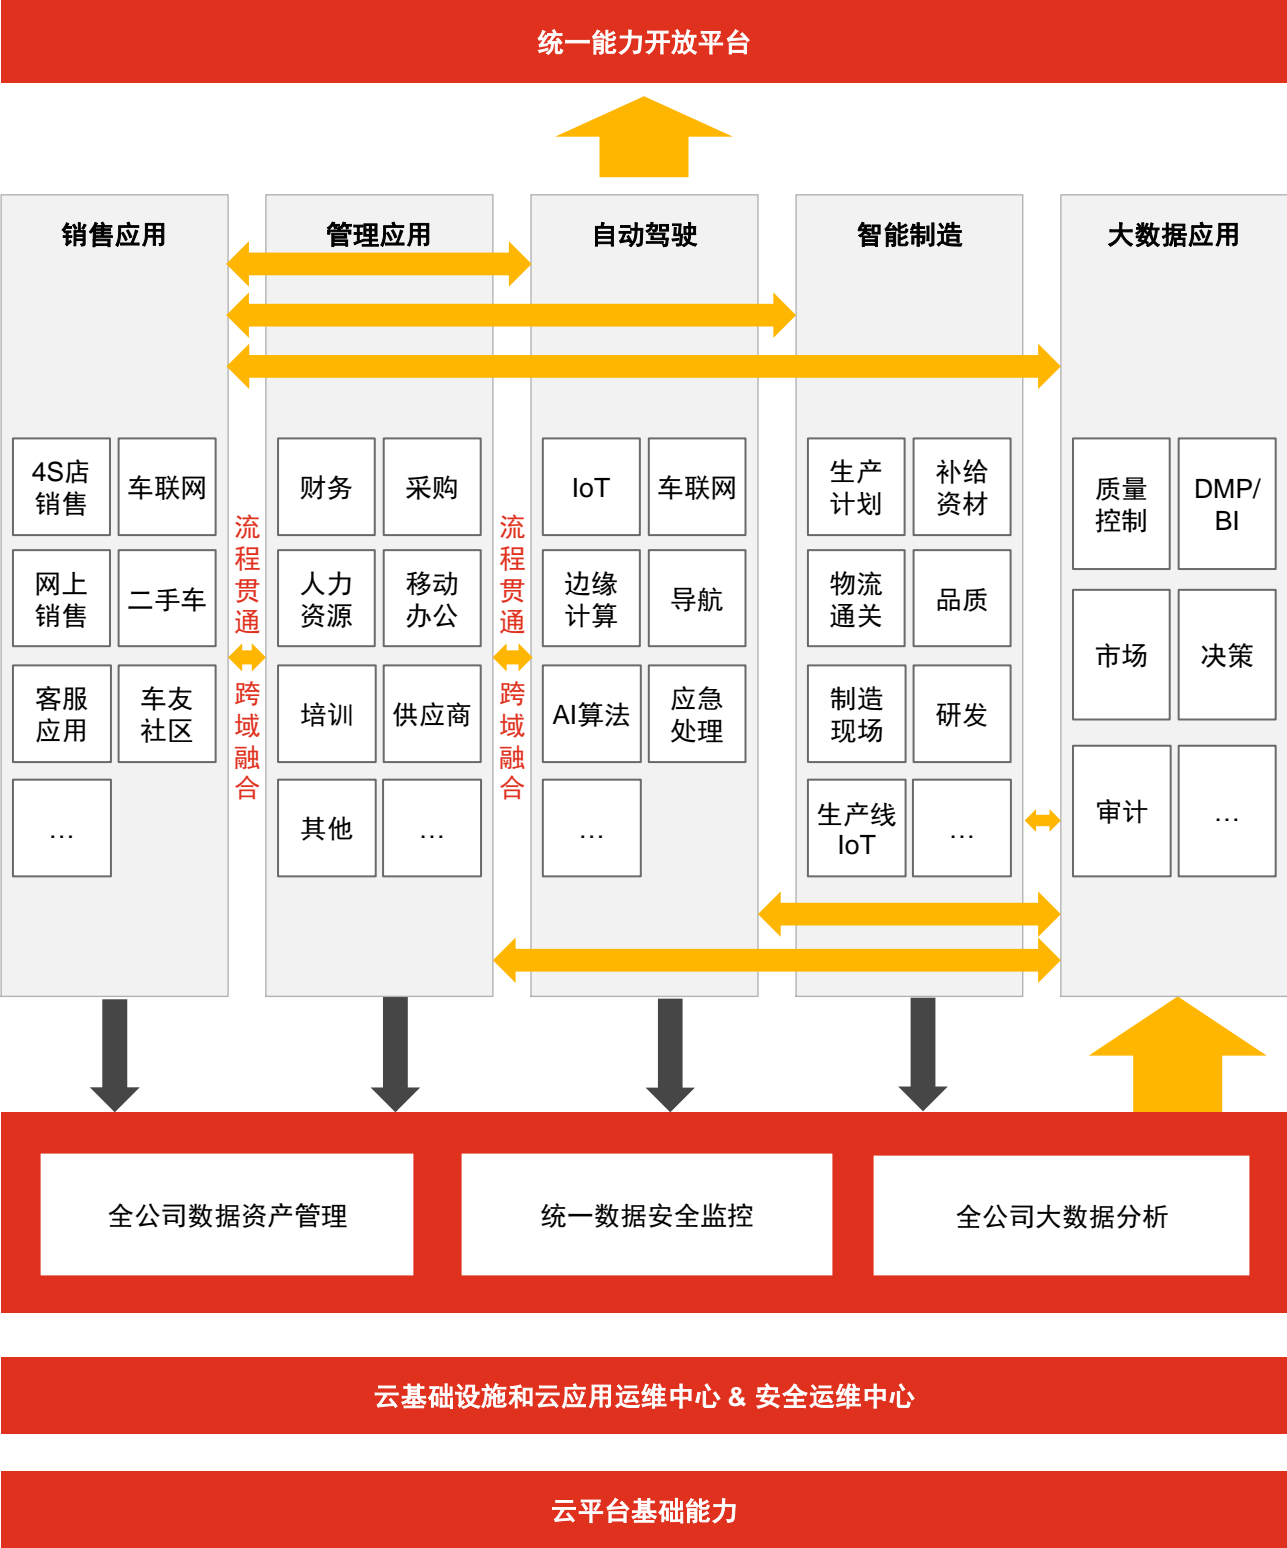 统一能力开放平台
销售应用
4S店
销售
车联网
网上
销售
二手车
客服
应用
车友
社区
…
流
程
贯
通
跨
域
融
合
管理应用
财务
采购
人力
资源
移动
办公
培训
供应商
其他
…
流
程
贯
通
跨
域
融
合
自动驾驶
IoT
车联网
边缘
计算
导航
AI算法
应急
处理
…
智能制造
生产
计划
补给
资材
物流
通关
品质
制造
现场
研发
生产线
IoT
…
大数据应用
质量
控制
DMP/
BI
市场
决策
审计
…
全公司数据资产管理
统一数据安全监控
全公司大数据分析
云基础设施和云应用运维中心 & 安全运维中心
云平台基础能力